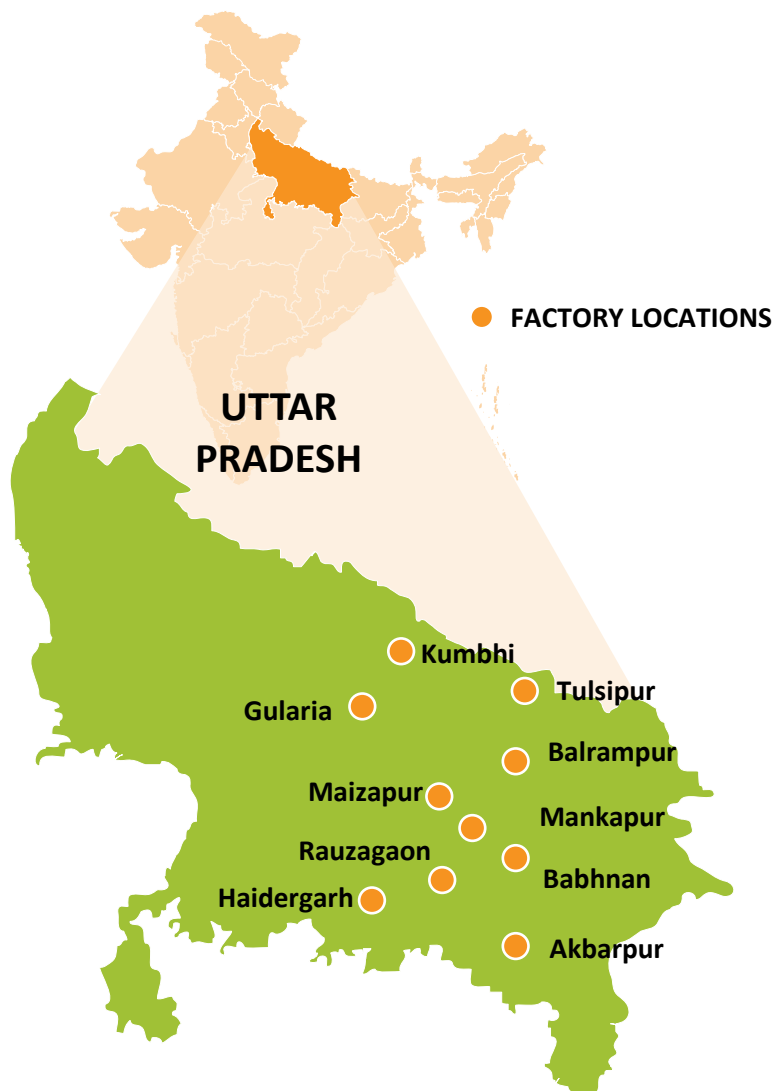 FACTORY LOCATIONS
UTTAR
PRADESH
Kumbhi
Tulsipur
Gularia
Balrampur
Maizapur
Mankapur
Rauzagaon
Babhnan
Haidergarh
Akbarpur